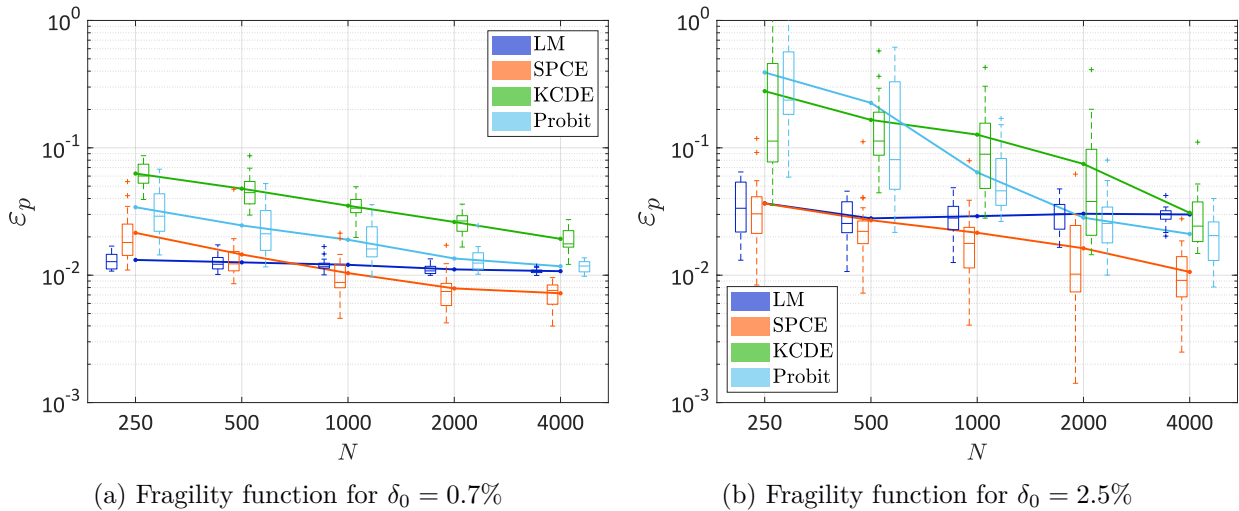 10^0
10^-1
10^-2
10^-3
ε_p
LM
SPCE
KCDE
Probit
250 500 1000 2000 4000
N
(a) Fragility function for δ_0 = 0.7%
10^0
10^-1
10^-2
10^-3
ε_p
LM
SPCE
KCDE
Probit
250 500 1000 2000 4000
N
(b) Fragility function for δ_0 = 2.5%